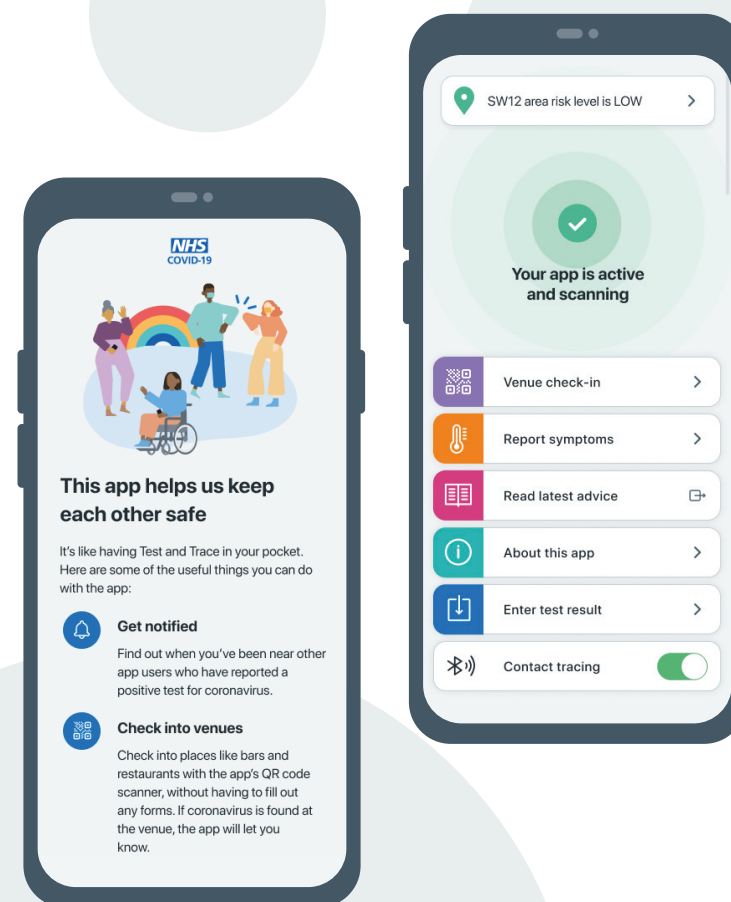 NHS
COVID-19
This app helps us keep
each other safe
It's like having Test and Trace in your pocket.
Here are some of the useful things you can do
with the app:
Get notified
Find out when you've been near other
app users who have reported a
positive test for coronavirus.
Check into venues
Check into places like bars and
restaurants with the app's QR code
scanner, without having to fill out
any forms. If coronavirus is found at
the venue, the app will let you
know.
SW12 area risk level is LOW
Your app is active
and scanning
Venue check-in
Report symptoms
Read latest advice
About this app
Enter test result
Contact tracing